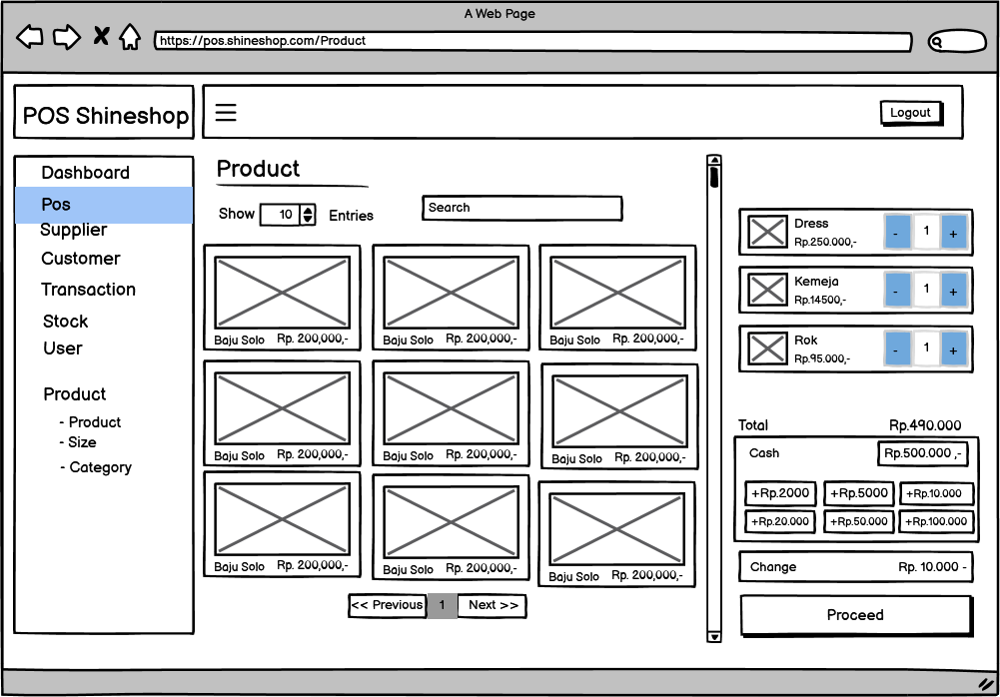 A Web Page
https://pos.shineshop.com/Product
POS Shineshop
Logout
Dashboard
Pos
Supplier
Customer
Transaction
Stock
User
Product
- Product
- Size
- Category
Product
Show 10 Entries
Search
Baju Solo Rp. 200,000,-
Baju Solo Rp. 200,000,-
Baju Solo Rp. 200,000,-
Baju Solo Rp. 200,000,-
Baju Solo Rp. 200,000,-
Baju Solo Rp. 200,000,-
Baju Solo Rp. 200,000,-
Baju Solo Rp. 200,000,-
Baju Solo Rp. 200,000,-
<< Previous 1 Next >>
Dress
Rp.250.000,-
- 1 +
Kemeja
Rp.14500,-
- 1 +
Rok
Rp.95.000,-
- 1 +
Total Rp.490.000
Cash Rp.500.000 ,-
+Rp.2000 +Rp.5000 +Rp.10.000
+Rp.20.000 +Rp.50.000 +Rp.100.000
Change Rp. 10.000 -
Proceed